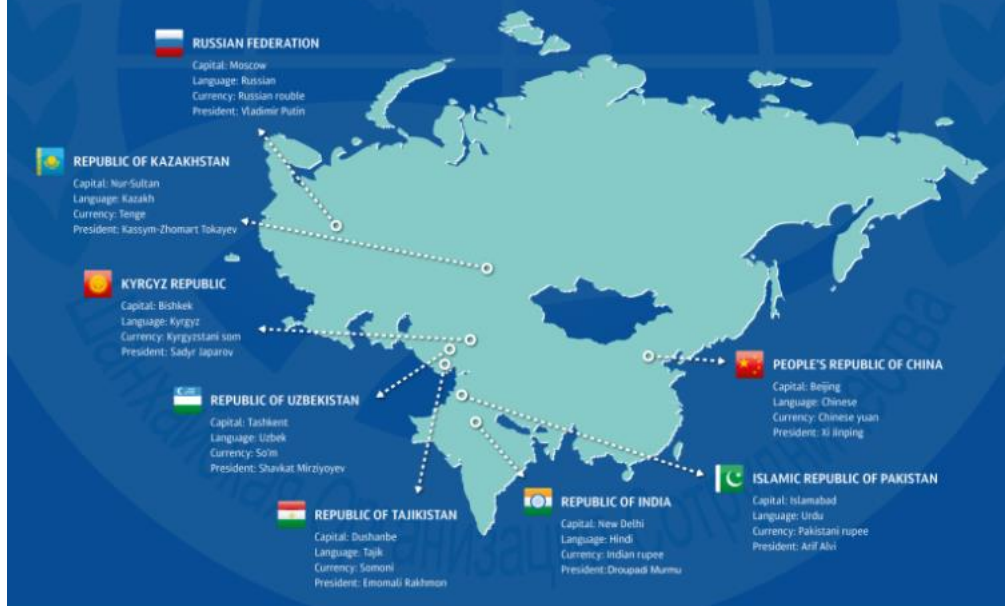 RUSSIAN FEDERATION
Capital: Moscow
Language: Russian
Currency: Russian rouble
President: Vladimir Putin
REPUBLIC OF KAZAKHSTAN
Capital: Nur-Sultan
Language: Kazakh
Currency: Tenge
President: Kassym-Zhomart Tokayev
KYRGYZ REPUBLIC
Capital: Bishkek
Language: Kyrgyz
Currency: Kyrgyzstani som
President: Sadyr Japarov
REPUBLIC OF UZBEKISTAN
Capital: Tashkent
Language: Uzbek
Currency: So'm
President: Shavkat Mirziyoyev
REPUBLIC OF TAJIKISTAN
Capital: Dushanbe
Language: Tajik
Currency: Somoni
President: Emomali Rakhmon
REPUBLIC OF INDIA
Capital: New Delhi
Language: Hindi
Currency: Indian rupee
President: Droupadi Murmu
ISLAMIC REPUBLIC OF PAKISTAN
Capital: Islamabad
Language: Urdu
Currency: Pakistani rupee
President: Arif Alvi
PEOPLE'S REPUBLIC OF CHINA
Capital: Beijing
Language: Chinese
Currency: Chinese yuan
President: Xi Jinping